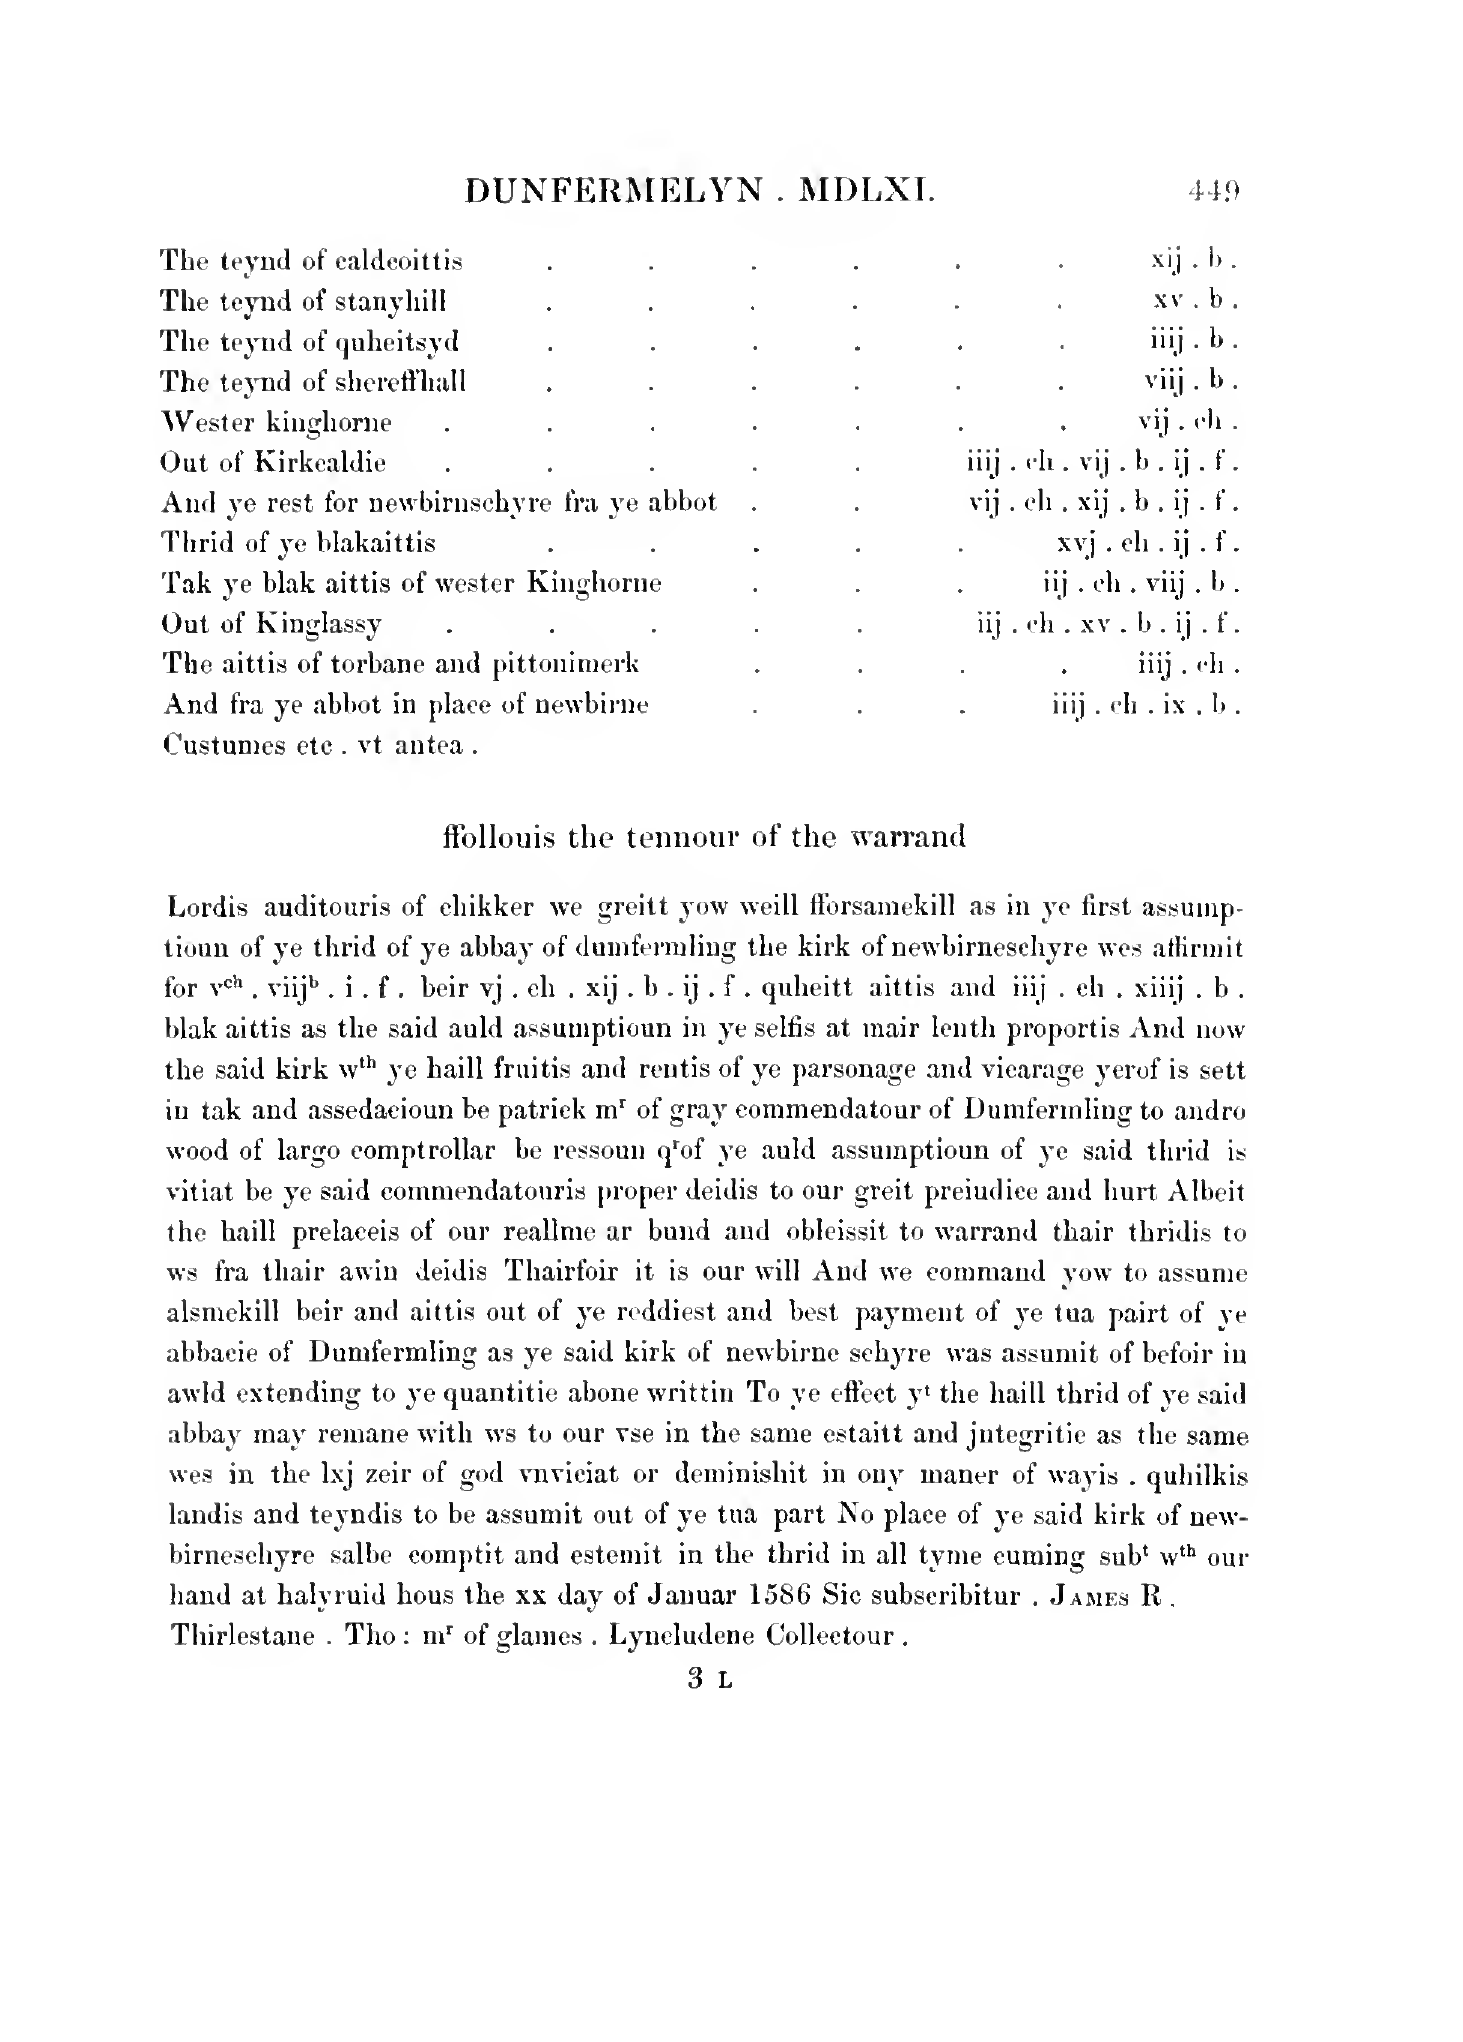 DUNFERMELYN . MDLXI. 449
The teynd of caldcoittis . . . . . . xij . b .
The teynd of stanyhill . . . . . . xv . b .
The teynd of quheitsyd . . . . . . iiij . b .
The teynd of shereffhall . . . . . . viij . b .
Wester kinghorne . . . . . . . vij . ch .
Out of Kirkcaldie . . . . . iiij . ch . vij . b . ij . f .
And ye rest for newbirnschyre fra ye abbot . . vij . ch . xij . b . ij . f .
Thrid of ye blakaittis . . . . . xvj . ch . ij . f .
Tak ye blak aittis of wester Kinghorne . . . iij . ch . viij . b .
Out of Kinglassy . . . . . iij . ch . xv . b . ij . f .
The aittis of torbane and pittonimerk . . . . iiij . ch .
And fra ye abbot in place of newbirne . . . iiij . ch . ix . b .
Custumes etc . vt antea .
ffollouis the tennour of the warrand
Lordis auditouris of chikker we greitt yow weill fforsamekill as in ye first assump-
tioun of ye thrid of ye abbay of dumfermling the kirk of newbirneschyre wes affirmit
for vᶜʰ . viijᵇ . i . f . beir vj . ch . xij . b . ij . f . quheitt aittis and iiij . ch . xiiij . b .
blak aittis as the said auld assumptioun in ye selfis at mair lenth proportis And now
the said kirk wᵗʰ ye haill fruitis and rentis of ye parsonage and vicarage yerof is sett
in tak and assedacioun be patrick mʳ of gray commendatour of Dumfermling to andro
wood of largo comptrollar be ressoun qʳof ye auld assumptioun of ye said thrid is
vitiat be ye said commendatouris proper deidis to our greit preiudice and hurt Albeit
the haill prelaceis of our reallme ar bund and obleissit to warrand thair thridis to
ws fra thair awin deidis Thairfoir it is our will And we command yow to assume
alsmekill beir and aittis out of ye reddiest and best payment of ye tua pairt of ye
abbacie of Dumfermling as ye said kirk of newbirne schyre was assumit of befoir in
awld extending to ye quantitie abone writtin To ye effect yᵗ the haill thrid of ye said
abbay may remane with ws to our vse in the same estaitt and jntegritie as the same
wes in the lxj zeir of god vnviciat or deminishit in ony maner of wayis . quhilkis
landis and teyndis to be assumit out of ye tua part No place of ye said kirk of new-
birneschyre salbe comptit and estemit in the thrid in all tyme cuming subᵗ wᵗʰ our
hand at halyruid hous the xx day of Januar 1586 Sic subscribitur . JAMES R .
Thirlestane . Tho : mʳ of glames . Lyncludene Collectour .
3 L